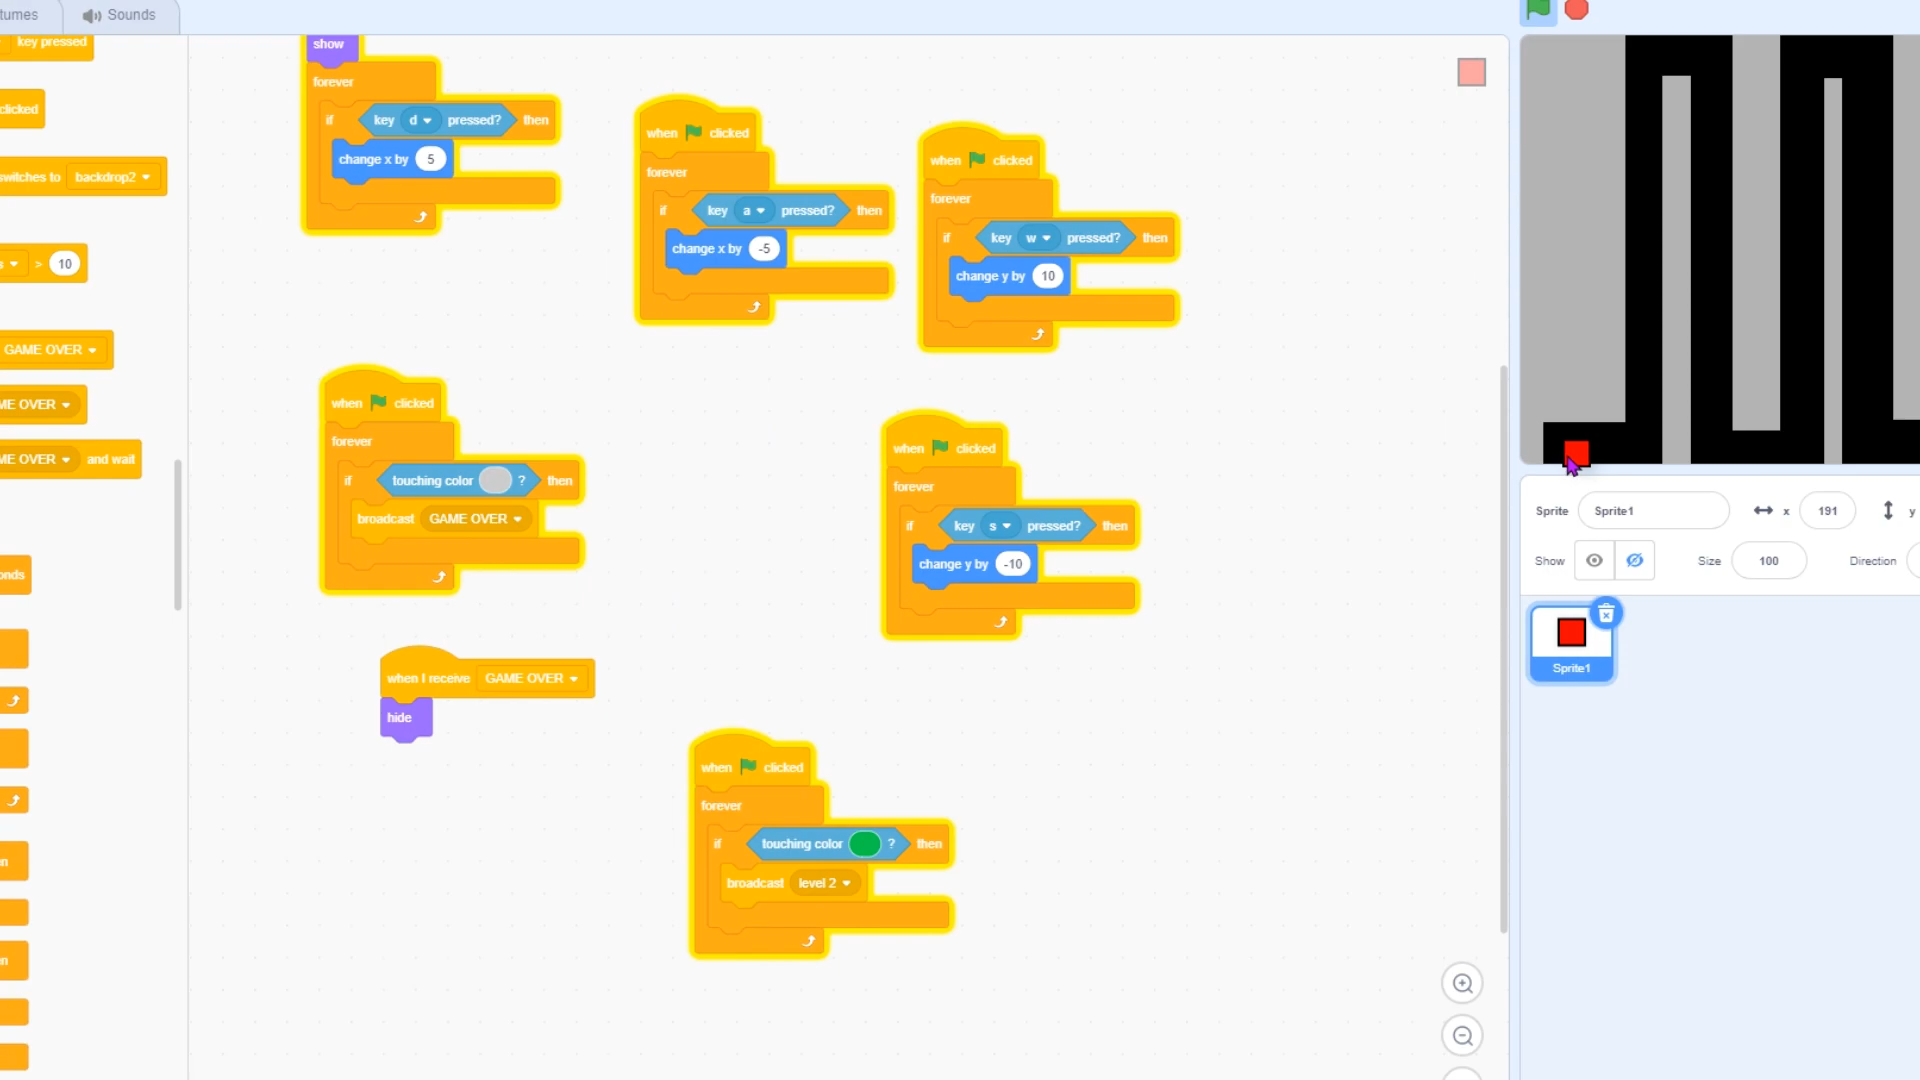 tumes
Sounds
key pressed
clicked
switches to backdrop2
> 10
GAME OVER
ME OVER
ME OVER and wait
onds
show
forever
if key d pressed? then
change x by 5
when clicked
forever
if key a pressed? then
change x by -5
when clicked
forever
if key w pressed? then
change y by 10
when clicked
forever
if touching color ? then
broadcast GAME OVER
when clicked
forever
if key s pressed? then
change y by -10
when I receive GAME OVER
hide
when clicked
forever
if touching color ? then
broadcast level 2
Sprite Sprite1 x 191 y
Show Size 100 Direction
Sprite1